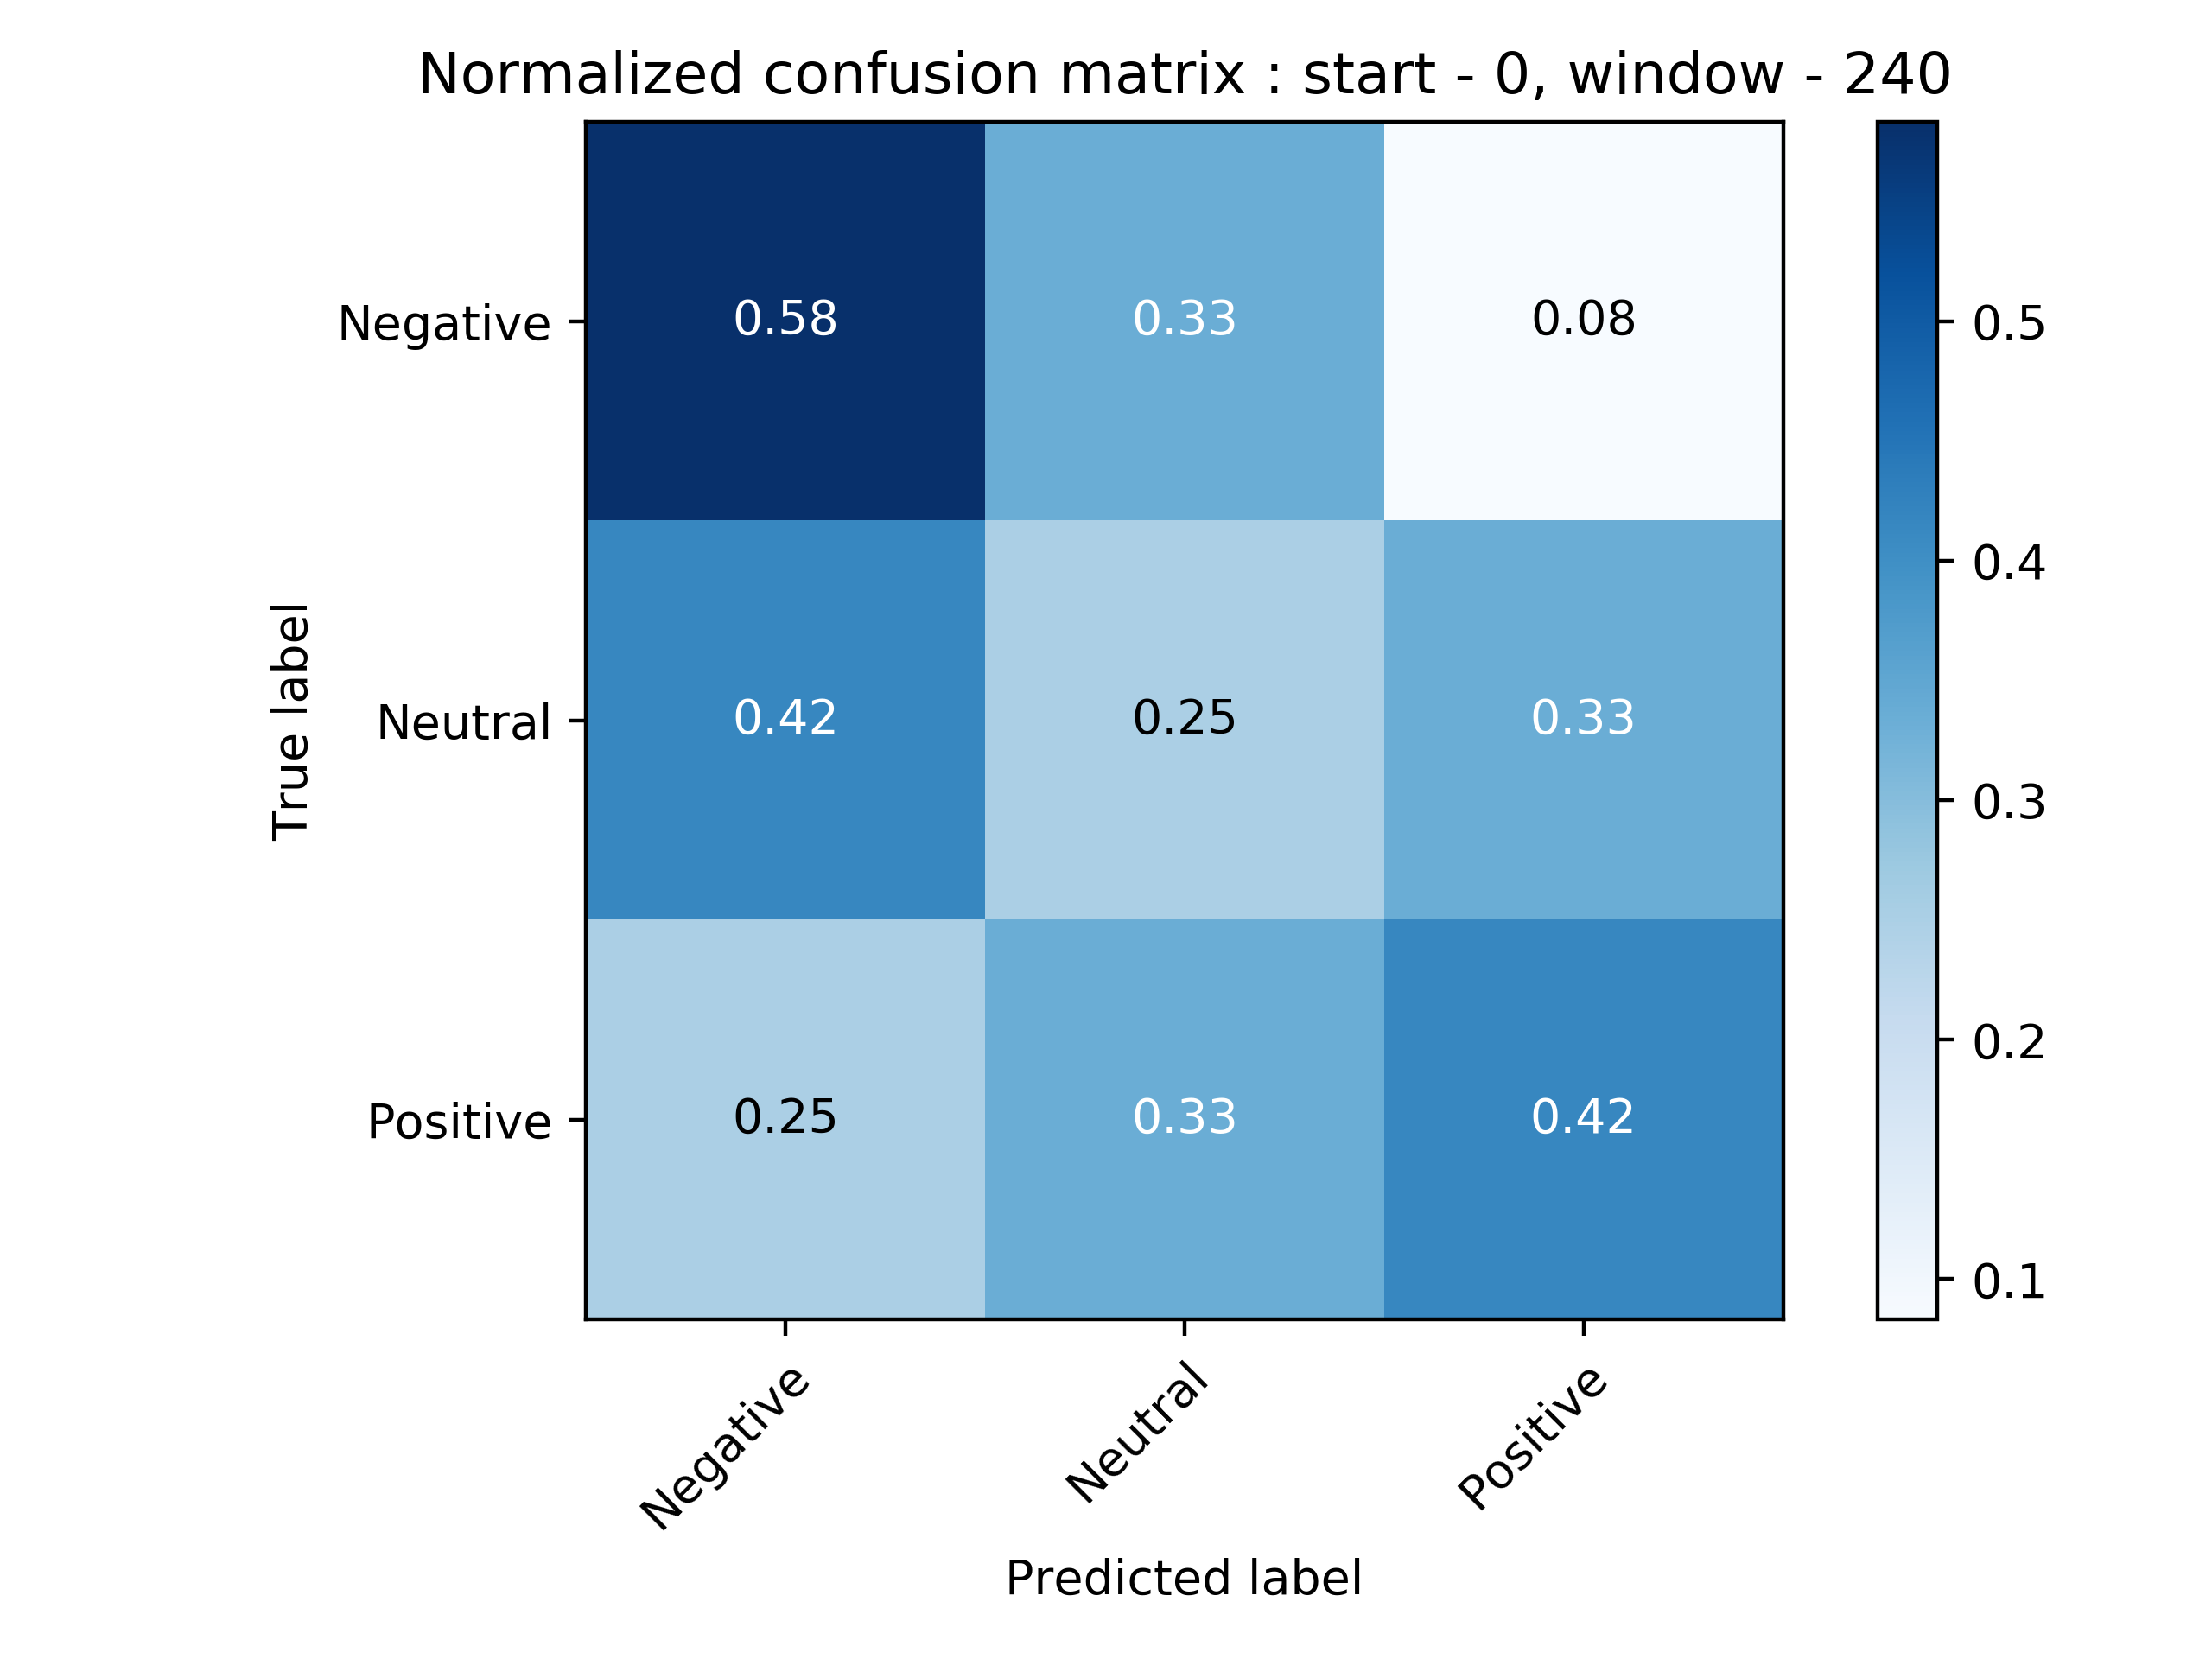 Normalized confusion matrix : start - 0, window - 240
Negative 0.58 0.33 0.08
Neutral 0.42 0.25 0.33
Positive 0.25 0.33 0.42
True label
Negative Neutral Positive
Predicted label
0.5
0.4
0.3
0.2
0.1